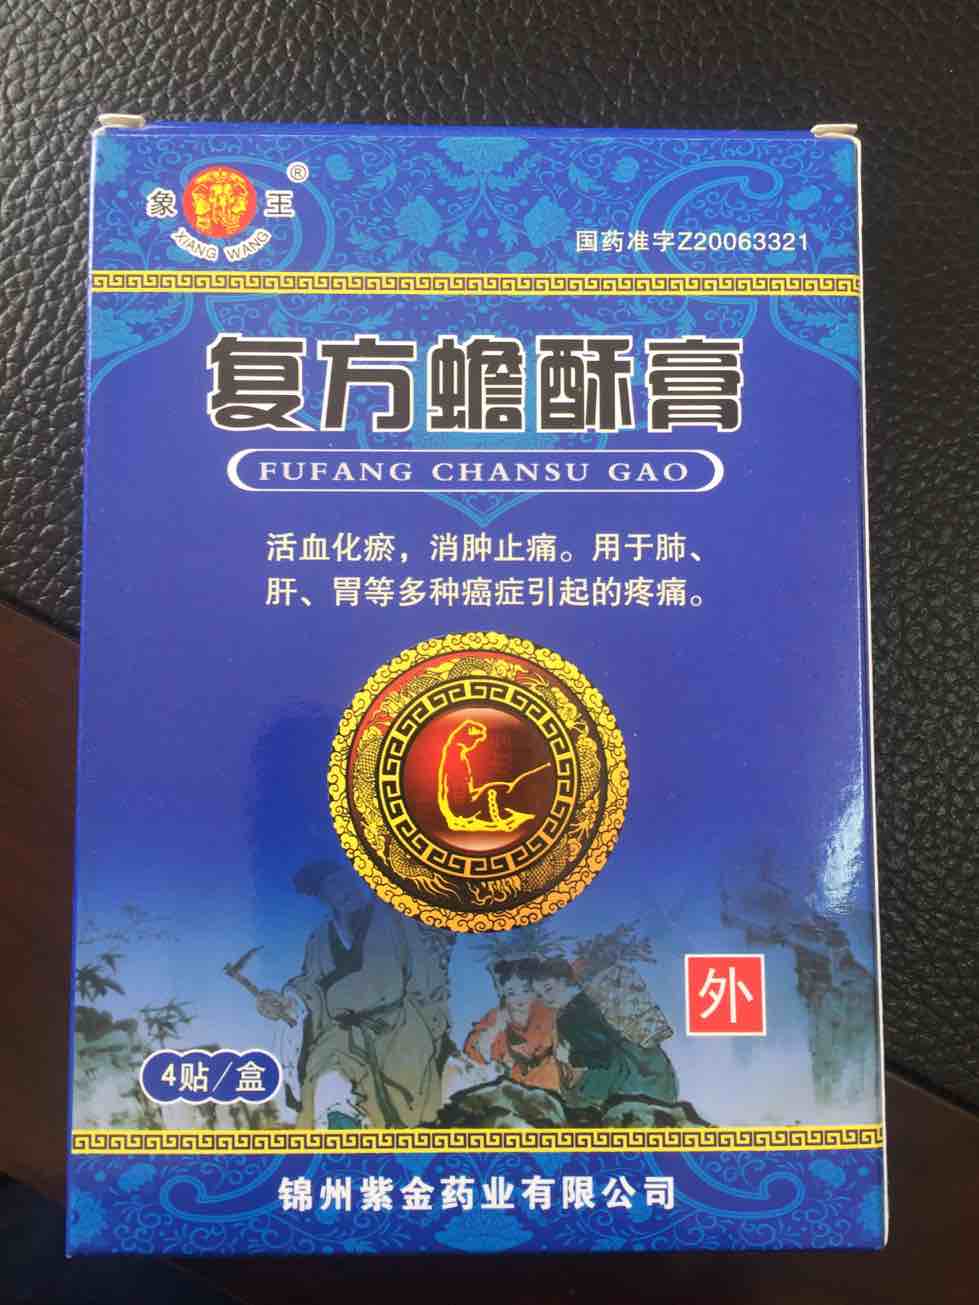 象 王®
XIANG WANG
国药准字Z20063321
复方蟾酥膏
FUFANG CHANSU GAO
活血化瘀，消肿止痛。用于肺、
肝、胃等多种癌症引起的疼痛。
外
4贴/盒
锦州紫金药业有限公司